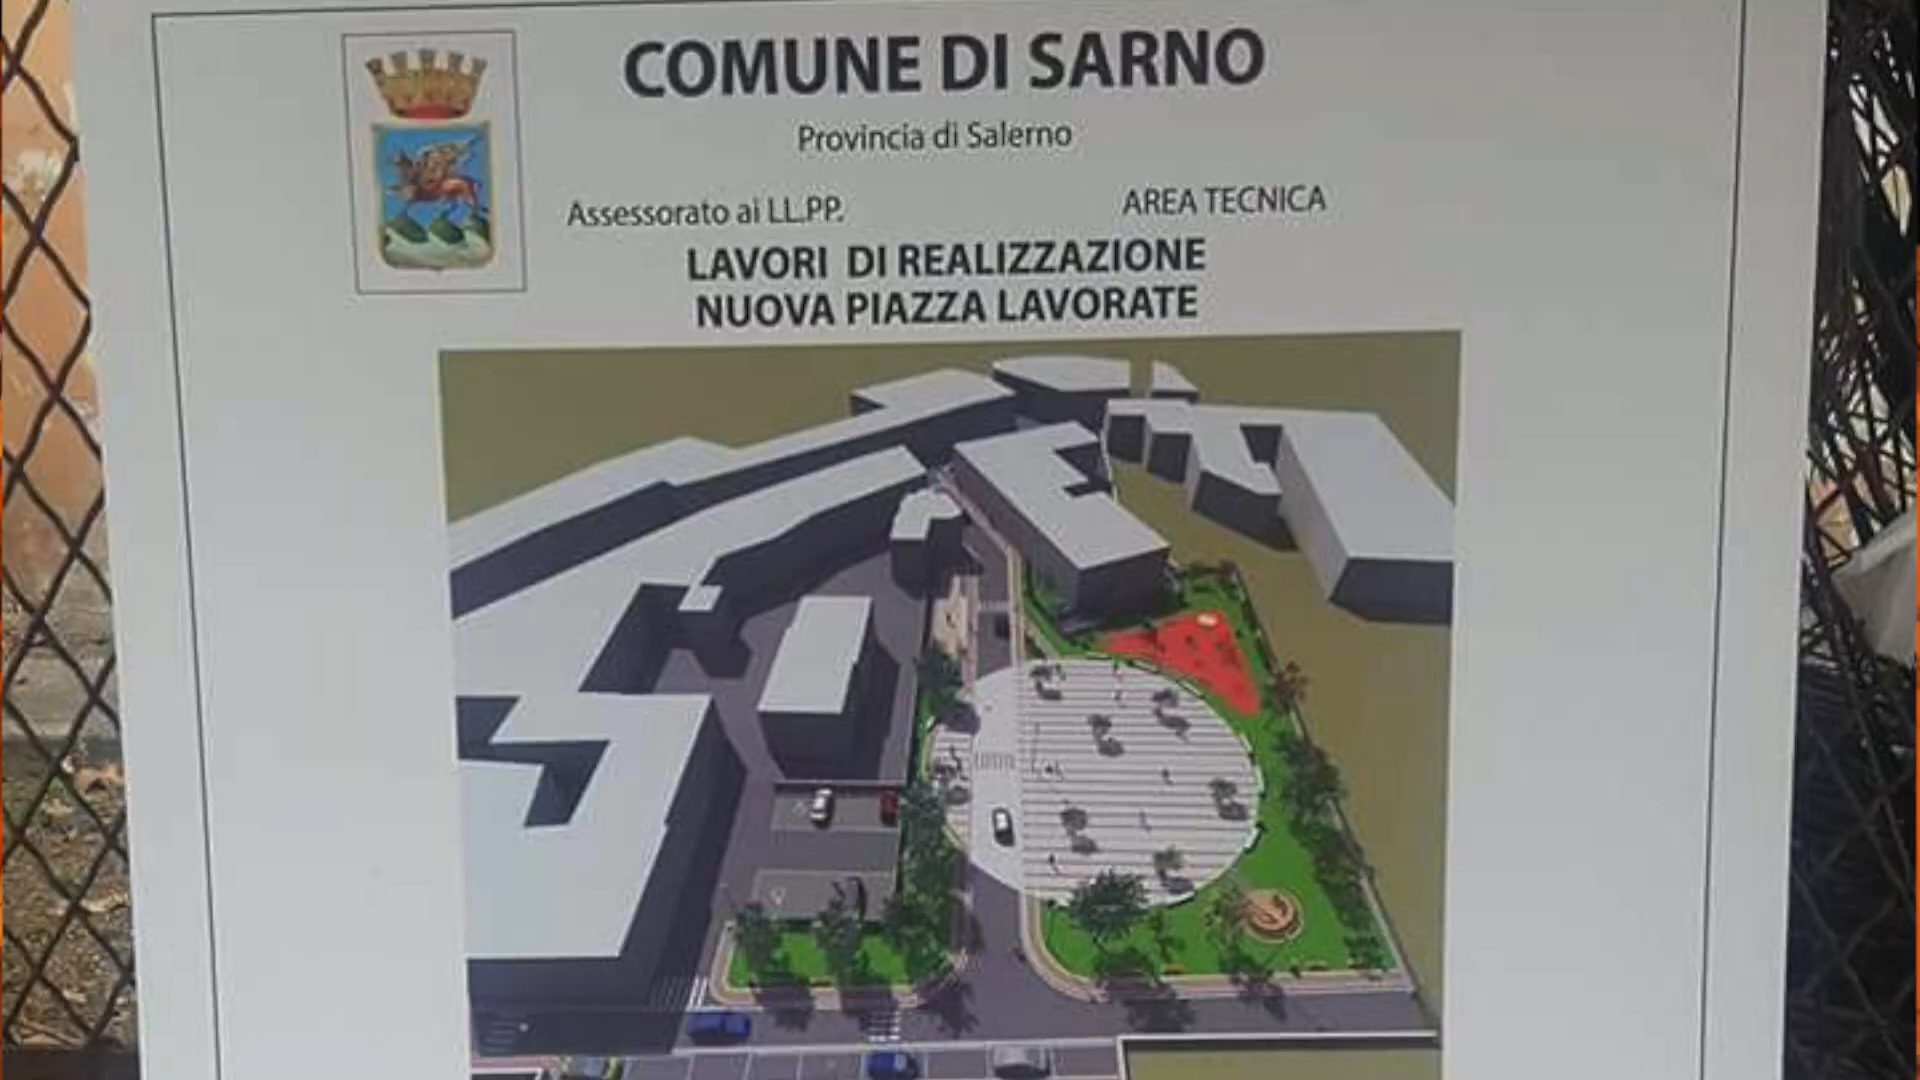 COMUNE DI SARNO
Provincia di Salerno
Assessorato ai LL.PP. AREA TECNICA
LAVORI DI REALIZZAZIONE
NUOVA PIAZZA LAVORATE